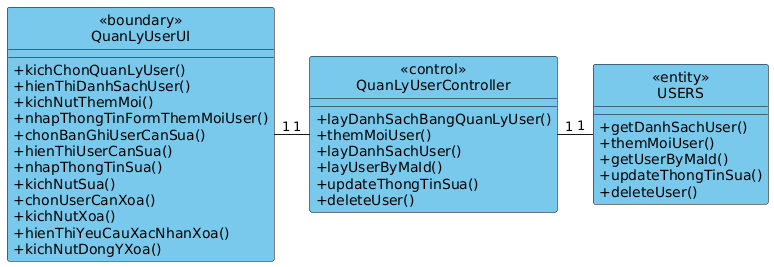 «boundary»
QuanLyUserUI
+kichChonQuanLyUser()
+hienThiDanhSachUser()
+kichNutThemMoi()
+nhapThongTinFormThemMoiUser()
+chonBanGhiUserCanSua()
+hienThiUserCanSua()
+nhapThongTinSua()
+kichNutSua()
+chonUserCanXoa()
+kichNutXoa()
+hienThiYeuCauXacNhanXoa()
+kichNutDongYXoa()
1 1
«control»
QuanLyUserController
+layDanhSachBangQuanLyUser()
+themMoiUser()
+layDanhSachUser()
+layUserByMaId()
+updateThongTinSua()
+deleteUser()
1 1
«entity»
USERS
+getDanhSachUser()
+themMoiUser()
+getUserByMaId()
+updateThongTinSua()
+deleteUser()